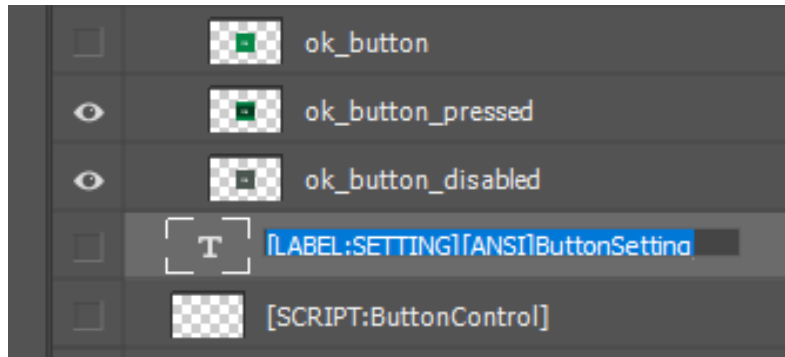 ok_button
ok_button_pressed
ok_button_disabled
T [LABEL:SETTING][ANSI]ButtonSetting
[SCRIPT:ButtonControl]